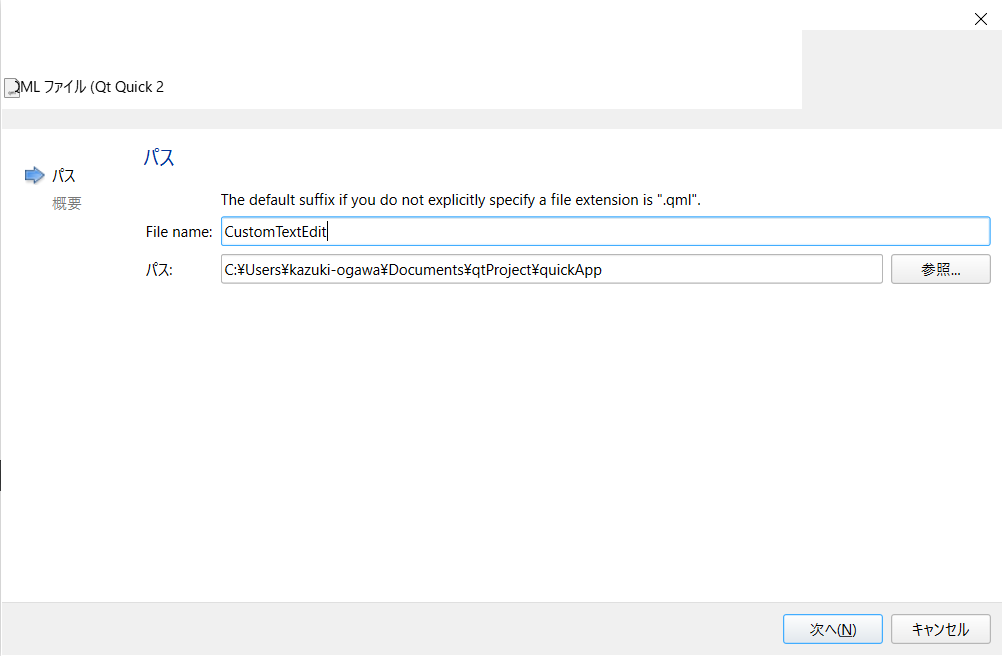 QML ファイル (Qt Quick 2
パス
パス
概要
The default suffix if you do not explicitly specify a file extension is ".qml".
File name: CustomTextEdit
パス: C:¥Users¥kazuki-ogawa¥Documents¥qtProject¥quickApp 参照...
次へ(N) キャンセル